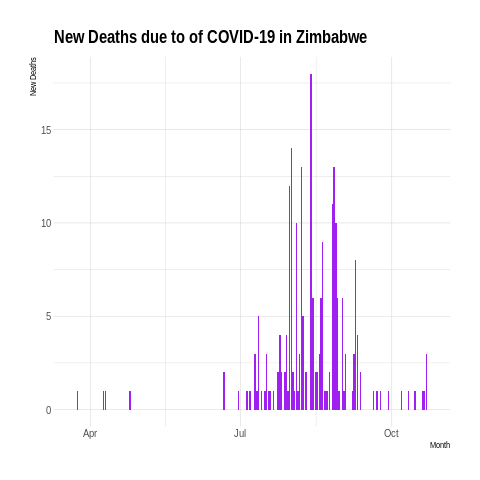 New Deaths due to of COVID-19 in Zimbabwe
New Deaths
15
10
5
0
Apr
Jul
Oct
Month